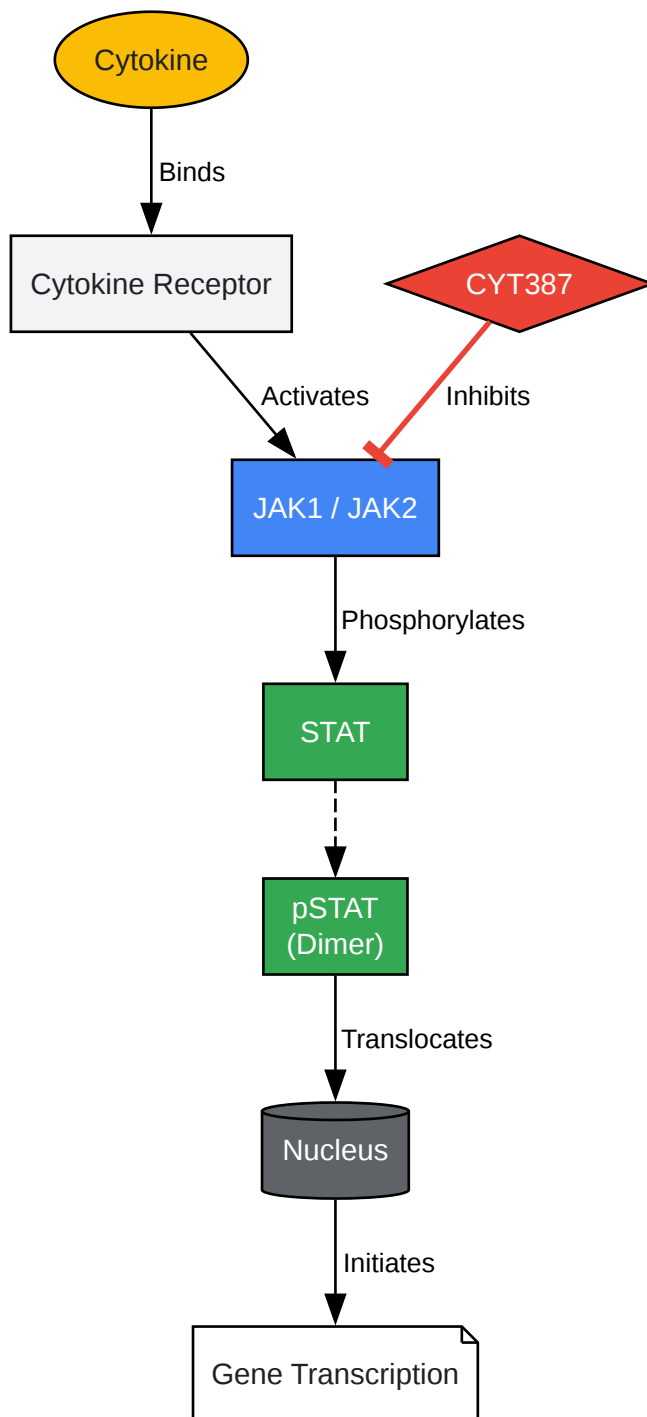 Cytokine
Binds
Cytokine Receptor
CYT387
Activates
Inhibits
JAK1 / JAK2
Phosphorylates
STAT
pSTAT
(Dimer)
Translocates
Nucleus
Initiates
Gene Transcription